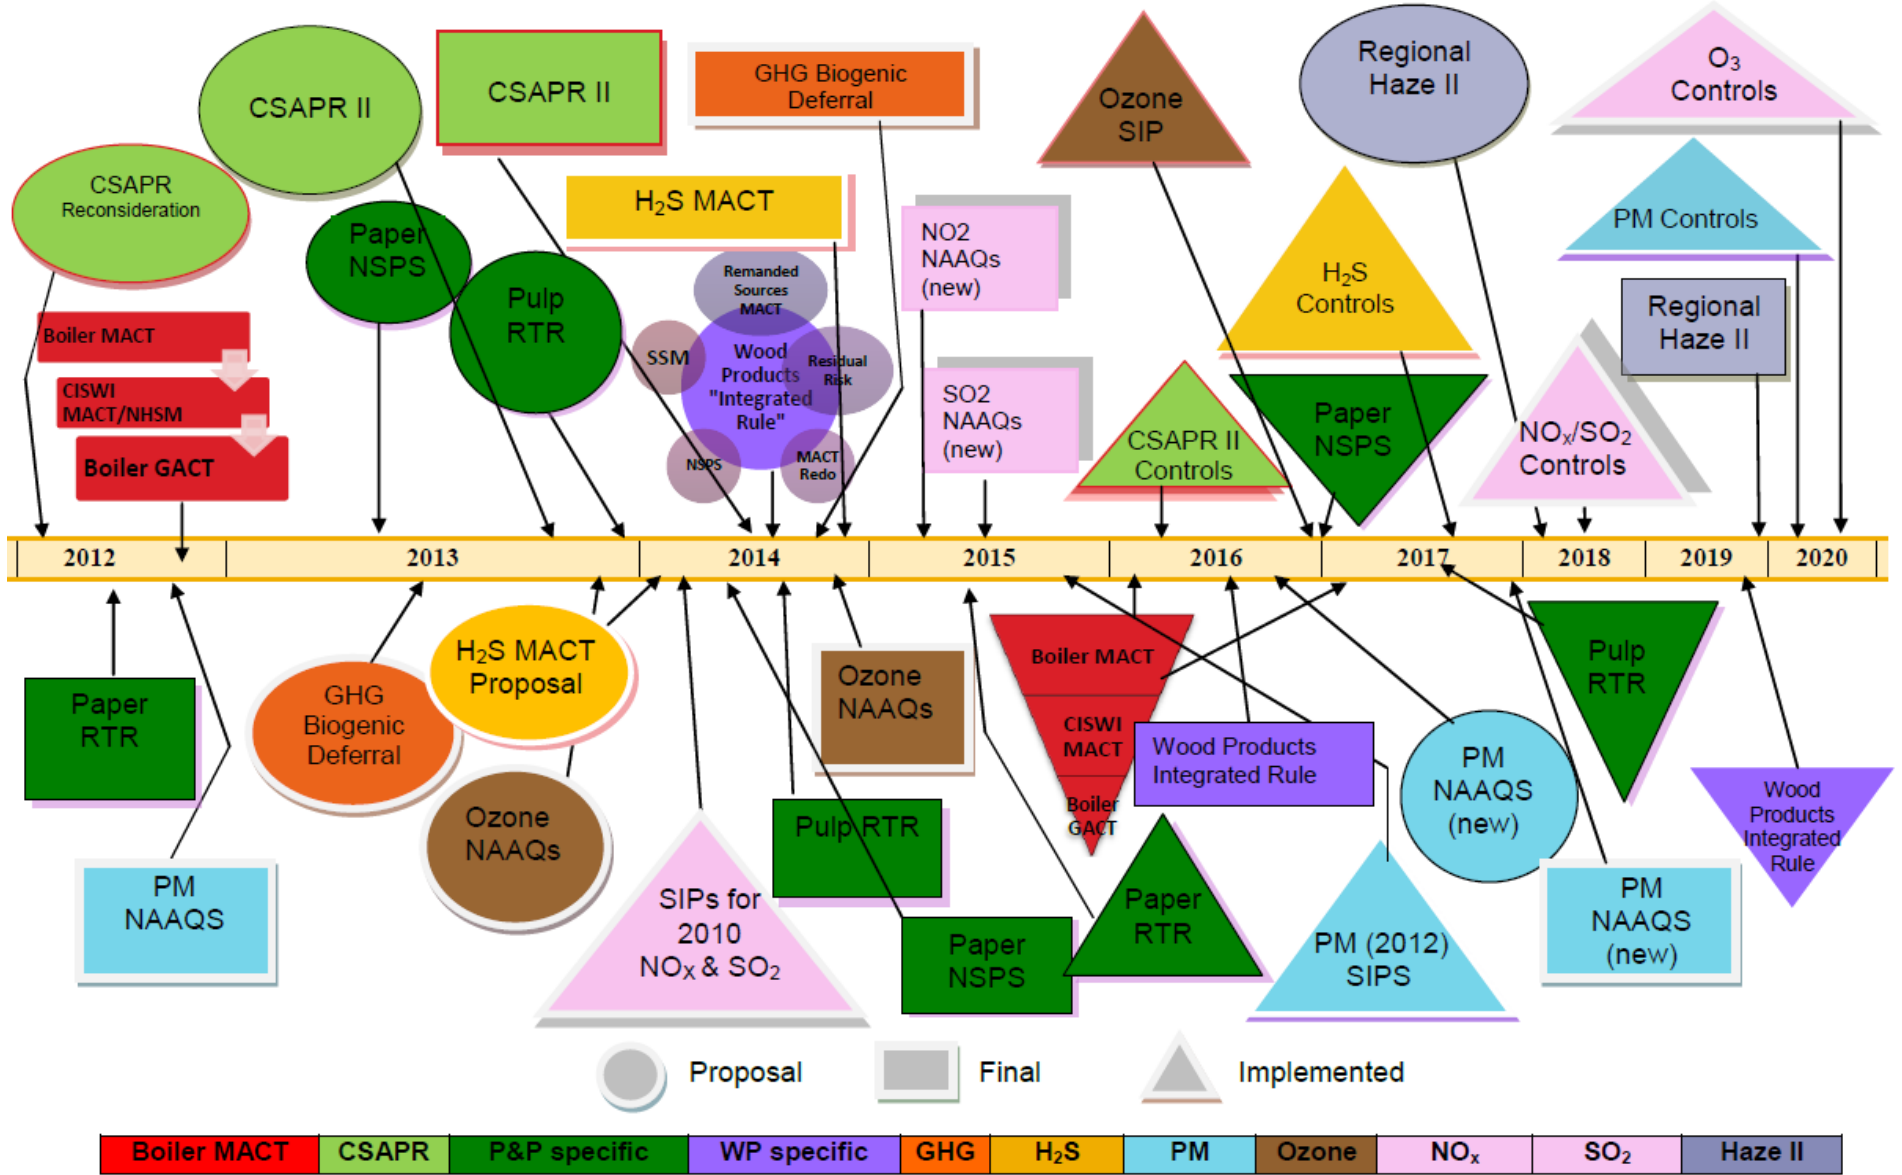 CSAPR II
CSAPR II
GHG Biogenic
Deferral
Ozone
SIP
Regional
Haze II
O3
Controls
CSAPR
Reconsideration
Paper
NSPS
Pulp
RTR
H2S MACT
Remanded
Sources
MACT
SSM
Wood
Products
"Integrated
Rule"
Residual
Risk
NSPS
MACT
Redo
NO2
NAAQs
(new)
SO2
NAAQs
(new)
CSAPR II
Controls
H2S
Controls
Paper
NSPS
PM Controls
Regional
Haze II
NOx/SO2
Controls
Boiler MACT
CISWI
MACT/NHSM
Boiler GACT
2012
2013
2014
2015
2016
2017
2018
2019
2020
Paper
RTR
PM
NAAQS
GHG
Biogenic
Deferral
H2S MACT
Proposal
Ozone
NAAQs
SIPs for
2010
NOX & SO2
Pulp RTR
Ozone
NAAQs
Paper
NSPS
Boiler MACT
CISWI
MACT
Boiler
GACT
Paper
RTR
Wood Products
Integrated Rule
PM (2012)
SIPS
PM
NAAQS
(new)
PM
NAAQS
(new)
Pulp
RTR
Wood
Products
Integrated
Rule
Proposal
Final
Implemented
Boiler MACT
CSAPR
P&P specific
WP specific
GHG
H2S
PM
Ozone
NOx
SO2
Haze II